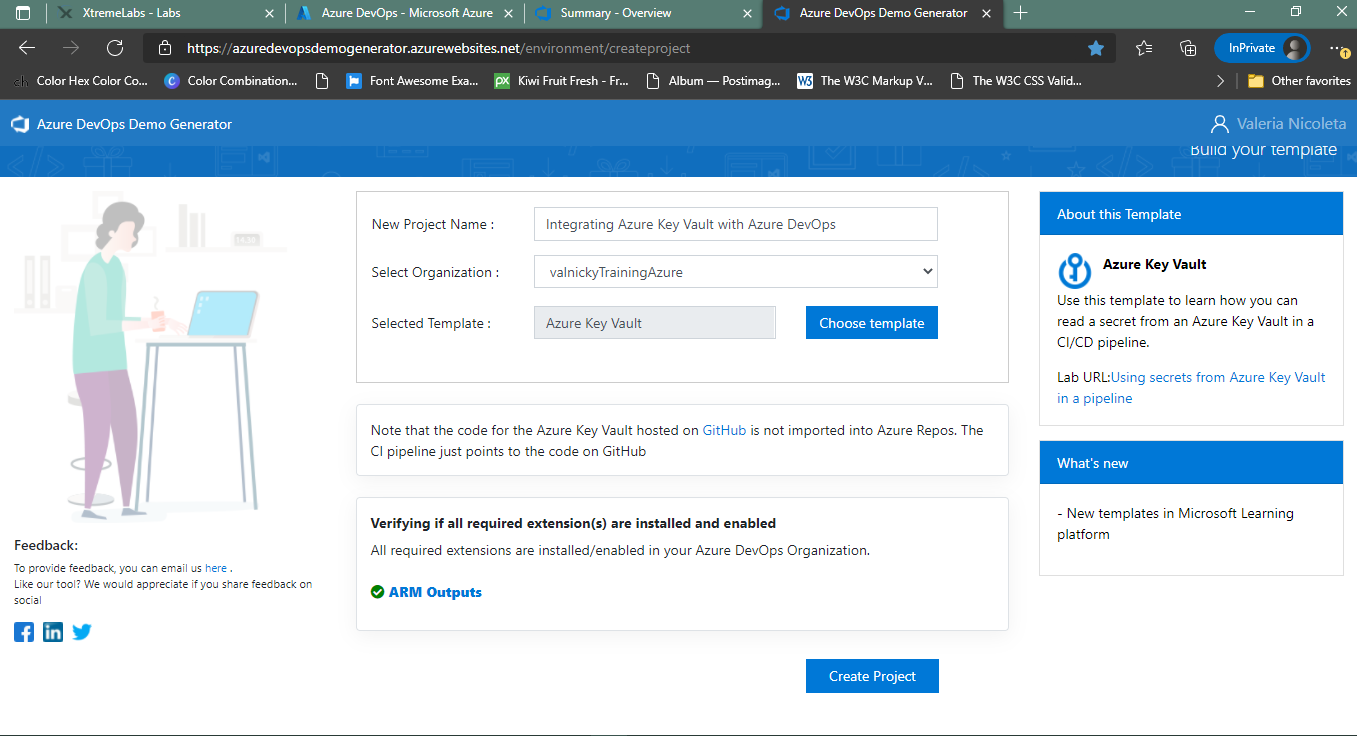 XtremeLabs - Labs
Azure DevOps - Microsoft Azure
Summary - Overview
Azure DevOps Demo Generator
https://azuredevopsdemogenerator.azurewebsites.net/environment/createproject
InPrivate
Color Hex Color Co...
Color Combination...
Font Awesome Exa...
Kiwi Fruit Fresh - Fr...
Album — Postimag...
The W3C Markup V...
The W3C CSS Valid...
Other favorites
Azure DevOps Demo Generator
Valeria Nicoleta
Build your template
New Project Name :
Integrating Azure Key Vault with Azure DevOps
Select Organization :
valnickyTrainingAzure
Selected Template :
Azure Key Vault
Choose template
Note that the code for the Azure Key Vault hosted on GitHub is not imported into Azure Repos. The
CI pipeline just points to the code on GitHub
Verifying if all required extension(s) are installed and enabled
All required extensions are installed/enabled in your Azure DevOps Organization.
ARM Outputs
Create Project
About this Template
Azure Key Vault
Use this template to learn how you can
read a secret from an Azure Key Vault in a
CI/CD pipeline.
Lab URL:Using secrets from Azure Key Vault
in a pipeline
What's new
- New templates in Microsoft Learning
platform
Feedback:
To provide feedback, you can email us here .
Like our tool? We would appreciate if you share feedback on
social